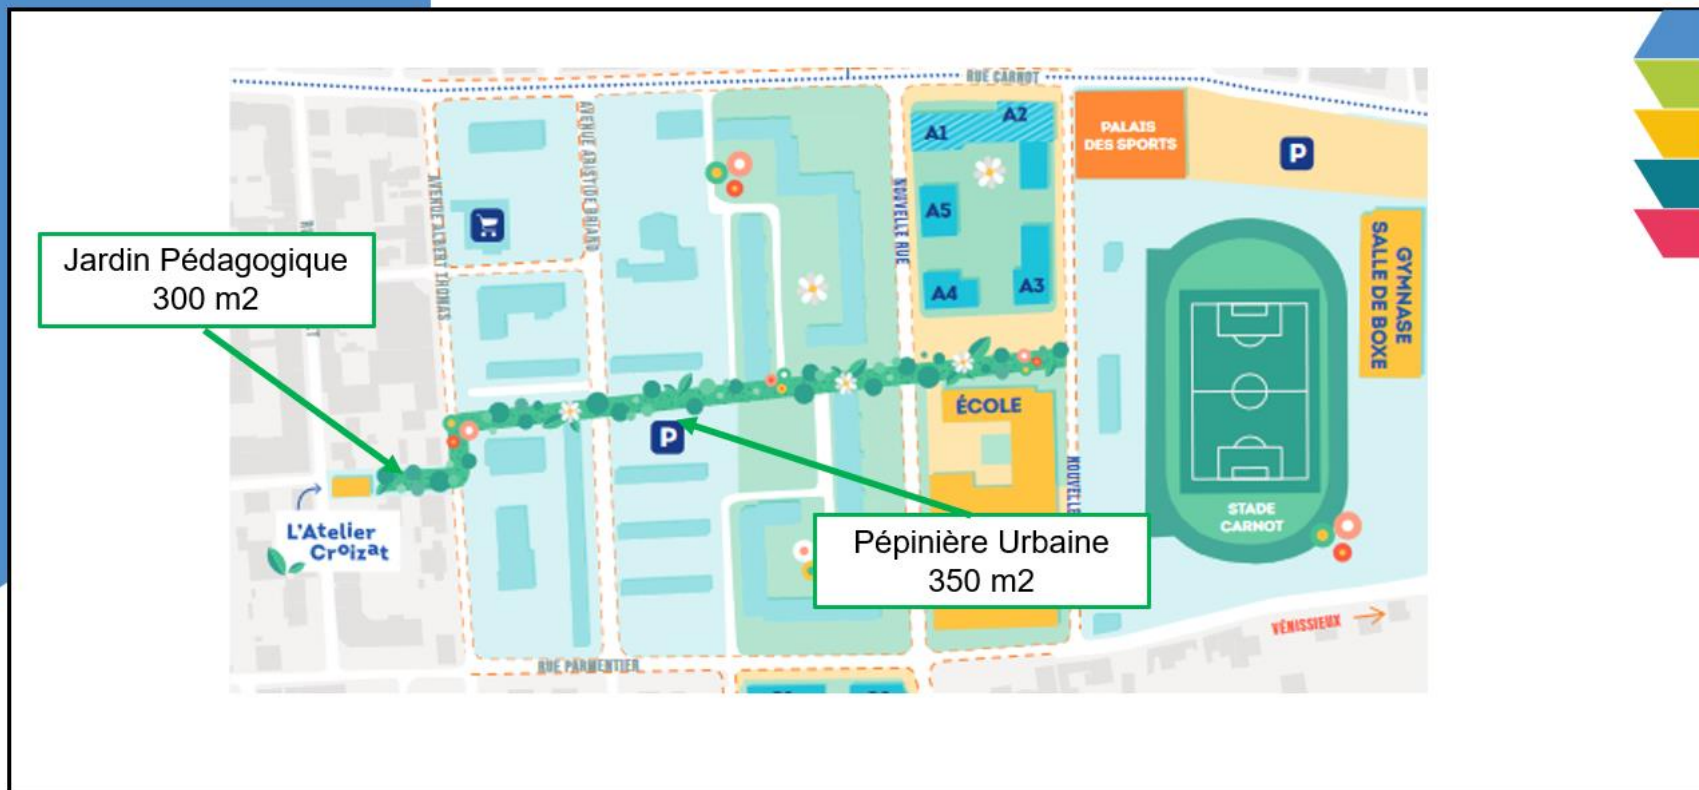 RUE CARNOT
AVENUE ARISTIDE BRIAND
A1
A2
PALAIS
DES SPORTS
P
AVENUE ALBERT THOMAS
NOUVELLE RUE
A5
GYMNASE
SALLE DE BOXE
Jardin Pédagogique
300 m2
A4
A3
ÉCOLE
P
NOUVELLE
STADE
CARNOT
L'Atelier
Croizat
Pépinière Urbaine
350 m2
VÉNISSIEUX
RUE PARMENTIER